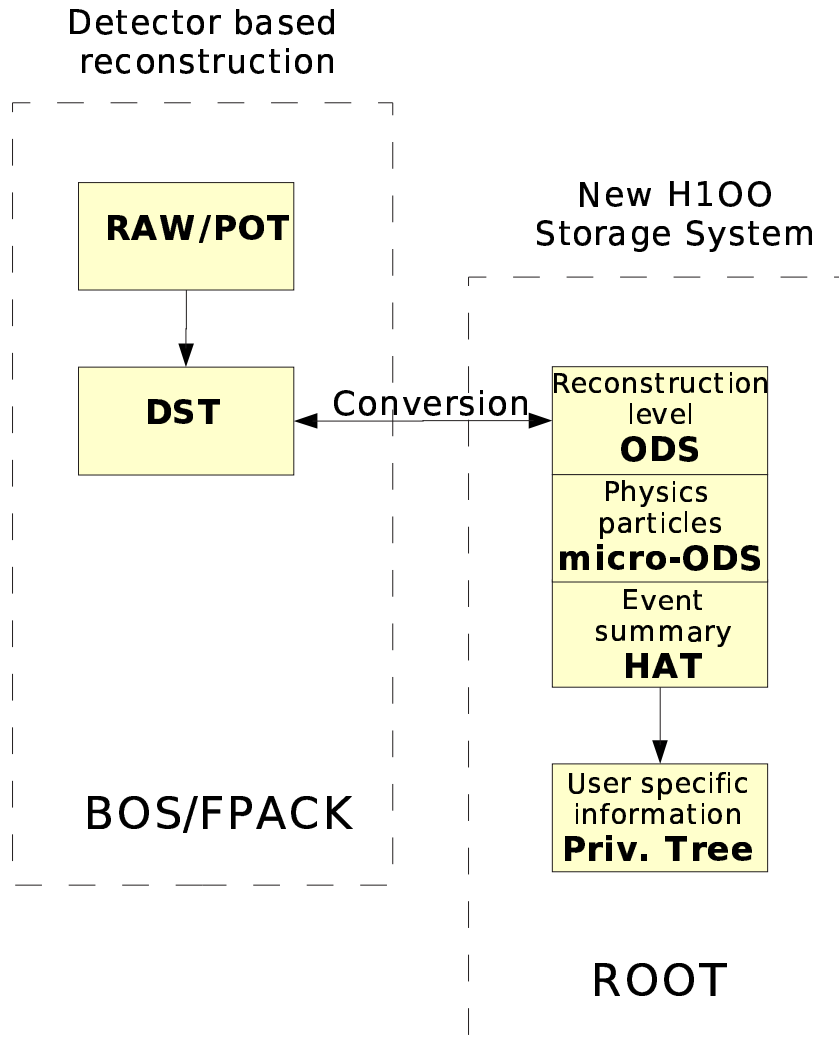 Detector based
reconstruction
RAW/POT
DST
BOS/FPACK
Conversion
New H1OO
Storage System
Reconstruction
level
ODS
Physics
particles
micro-ODS
Event
summary
HAT
User specific
information
Priv. Tree
ROOT